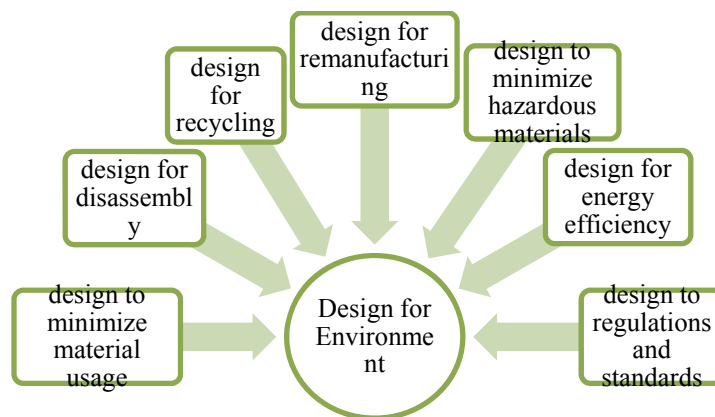 design for
remanufacturi
ng
design to
minimize
hazardous
materials
design
for
recycling
design for
disassembl
y
design for
energy
efficiency
design to
minimize
material
usage
Design for
Environme
nt
design to
regulations
and
standards